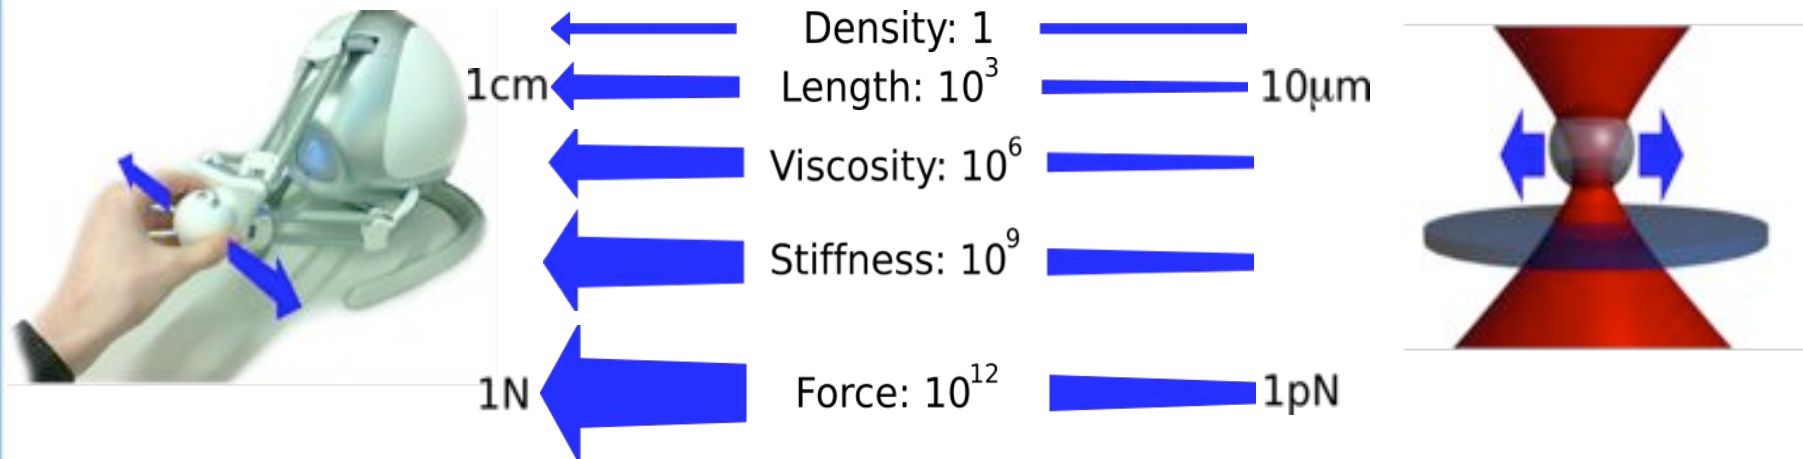 Density: 1
1cm Length: 10³ 10μm
Viscosity: 10⁶
Stiffness: 10⁹
1N Force: 10¹² 1pN